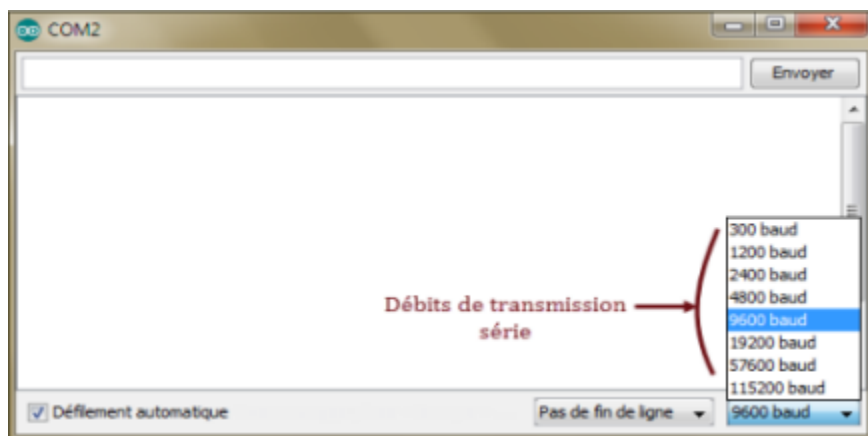 COM2
Envoyer
300 baud
1200 baud
2400 baud
4800 baud
9600 baud
19200 baud
57600 baud
115200 baud
Débits de transmission
série
Défilement automatique
Pas de fin de ligne
9600 baud